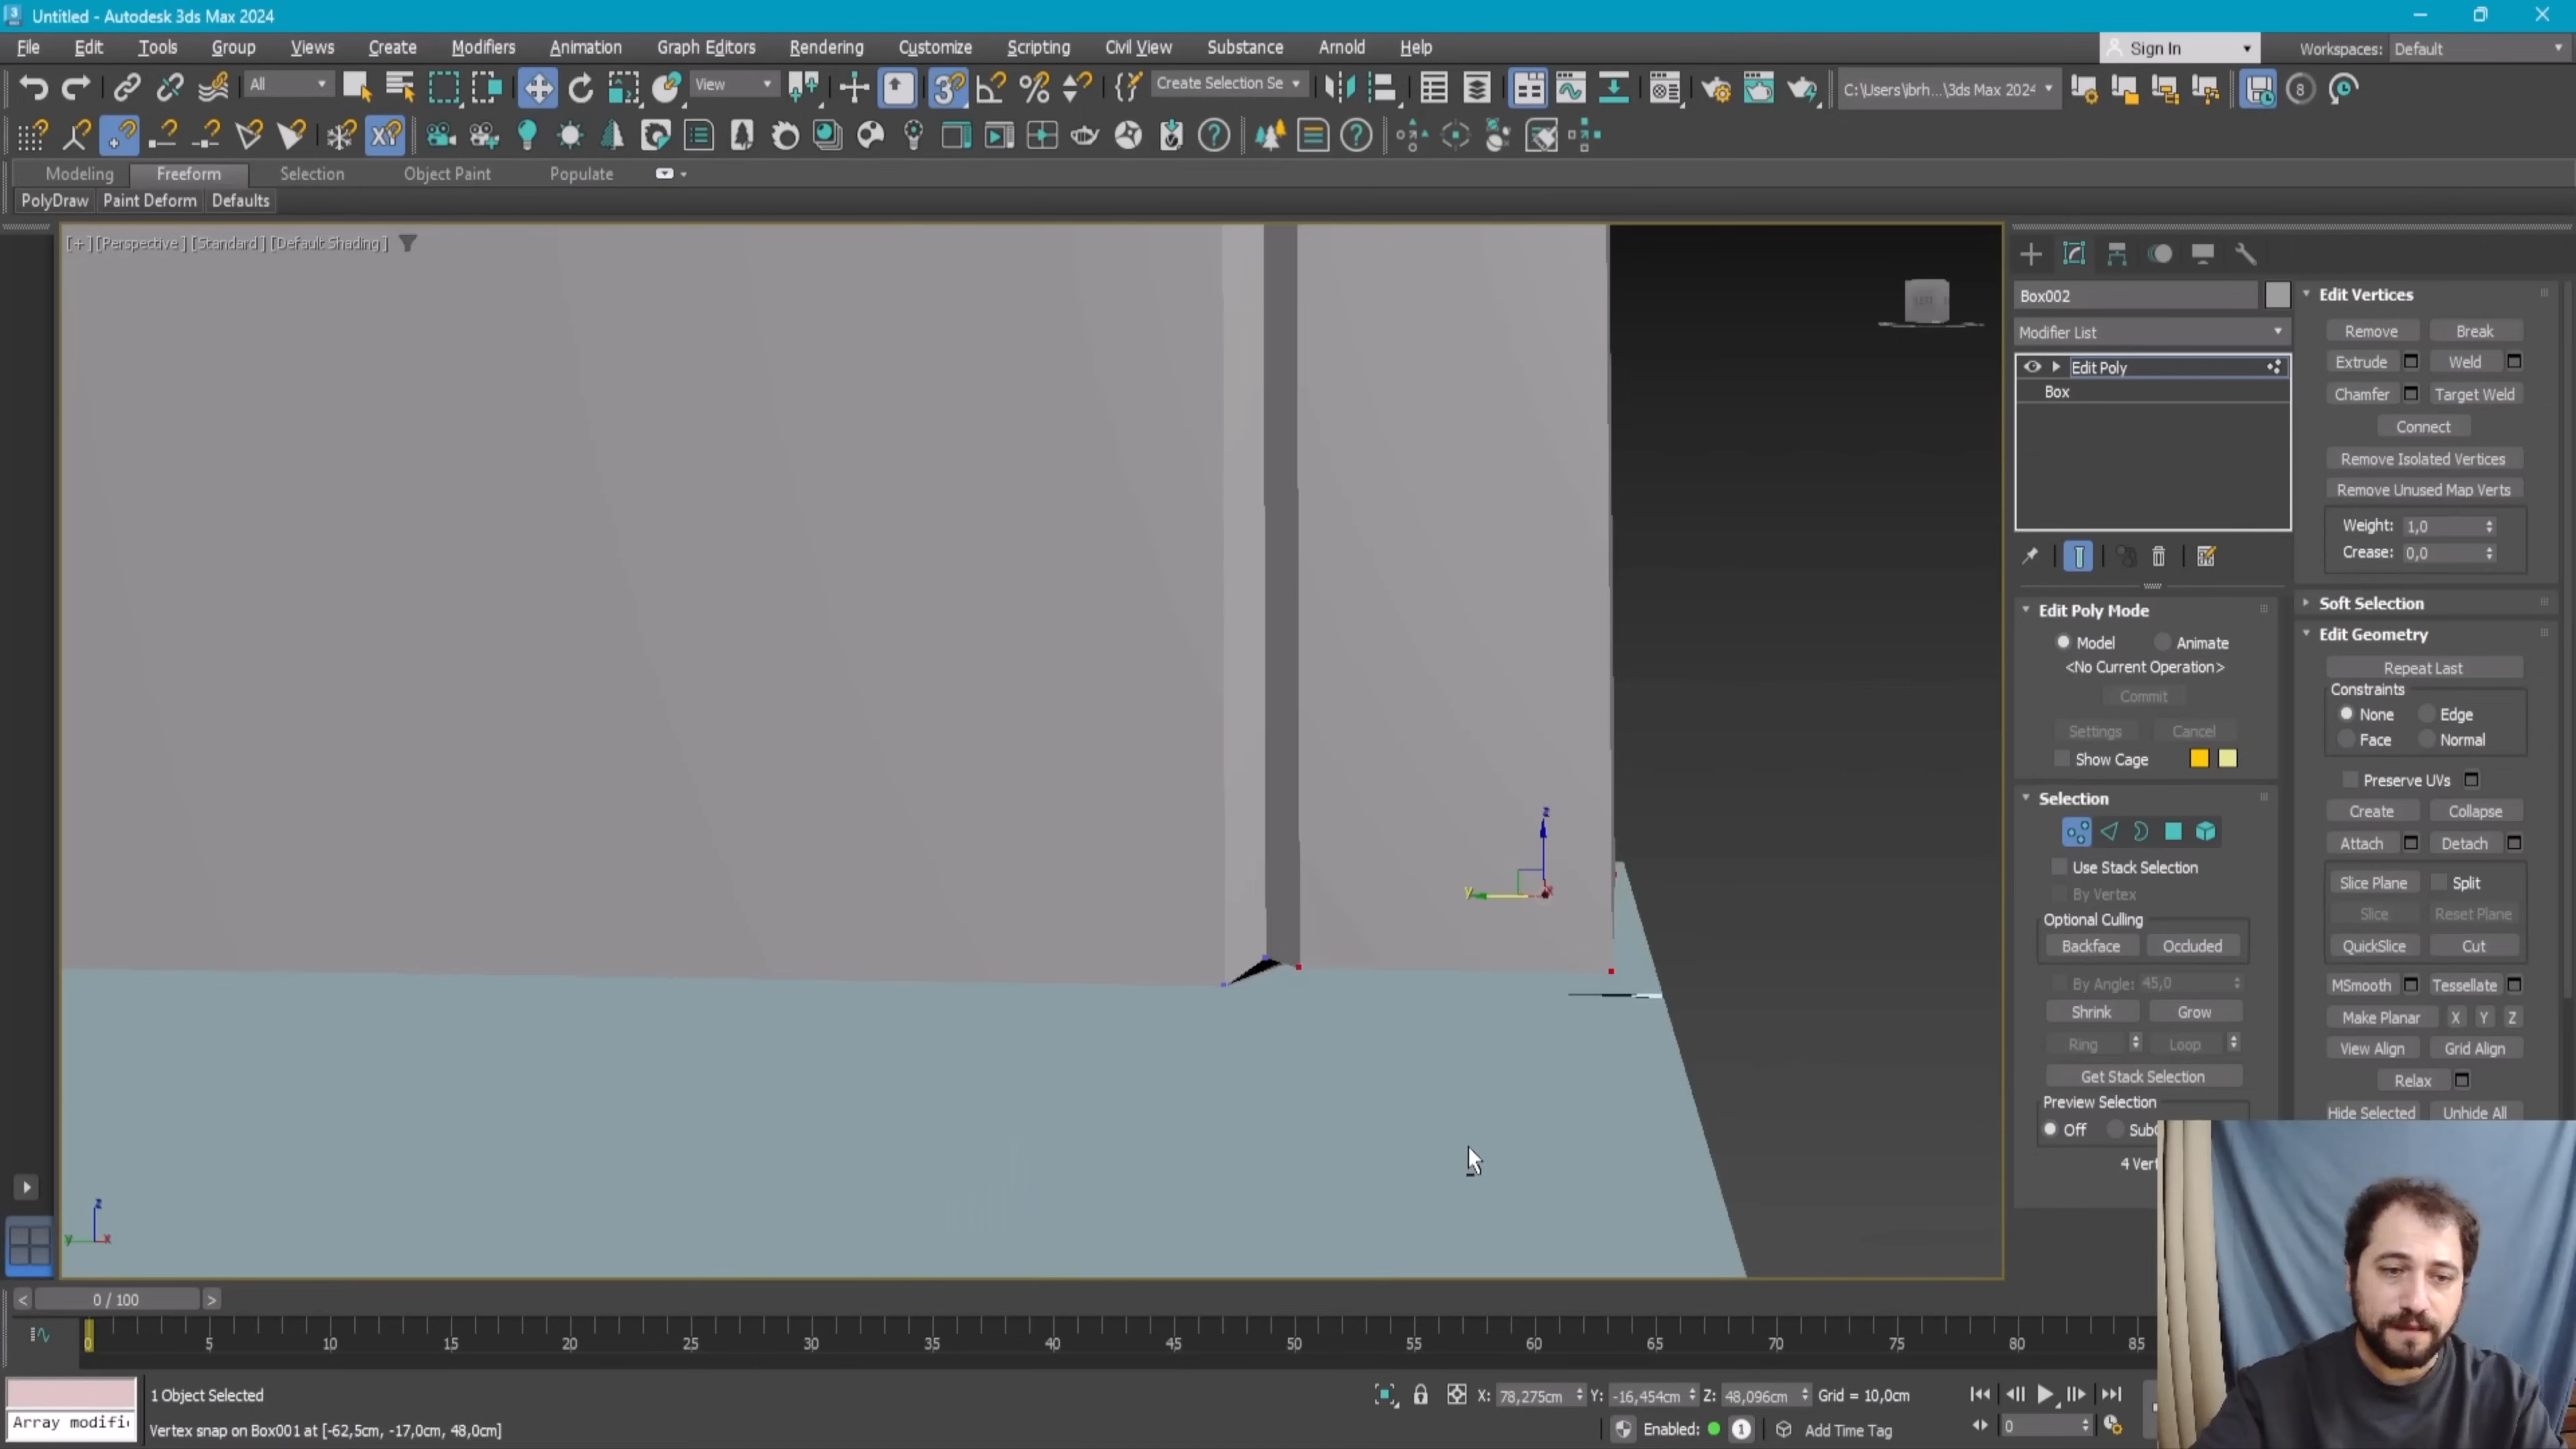 Untitled - Autodesk 3ds Max 2024
File Edit Tools Group Views Create Modifiers Animation Graph Editors Rendering Customize Scripting Civil View Substance Arnold Help Sign In Workspaces: Default
All View Create Selection Se C:\Users\brh...\3ds Max 2024 8
Modeling Freeform Selection Object Paint Populate
PolyDraw Paint Deform Defaults
[+] [Perspective] [Standard] [Default Shading]
Box002
Modifier List
Edit Poly
Box
Edit Poly Mode
Model Animate
<No Current Operation>
Commit
Settings Cancel
Show Cage
Selection
Use Stack Selection
By Vertex
Optional Culling
Backface Occluded
By Angle: 45,0
Shrink Grow
Ring Loop
Get Stack Selection
Preview Selection
Off
4 Vert
Edit Vertices
Remove Break
Extrude Weld
Chamfer Target Weld
Connect
Remove Isolated Vertices
Remove Unused Map Verts
Weight: 1,0
Crease: 0,0
Soft Selection
Edit Geometry
Repeat Last
Constraints
None Edge
Face Normal
Preserve UVs
Create Collapse
Attach Detach
Slice Plane Split
Slice Reset Plane
QuickSlice Cut
MSmooth Tessellate
Make Planar X Y Z
View Align Grid Align
Relax
Hide Selected Unhide All
z
y
z
y x
< 0 / 100 >
0 5 10 15 20 25 30 35 40 45 50 55 60 65 70 75 80 85
1 Object Selected X: 78,275cm Y: -16,454cm Z: 48,096cm Grid = 10,0cm
Array modifi
Vertex snap on Box001 at [-62,5cm, -17,0cm, 48,0cm] Enabled: 1 Add Time Tag 0